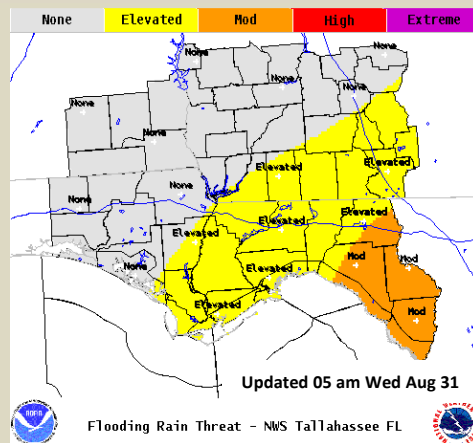 None Elevated Mod High Extreme
None
None
None
None
None
None
Elevated
Elevated
None
None
Elevated
Elevated
Elevated
None
Elevated
Mod
Mod
Elevated
Mod
Updated 05 am Wed Aug 31
noaa
Flooding Rain Threat - NWS Tallahassee FL